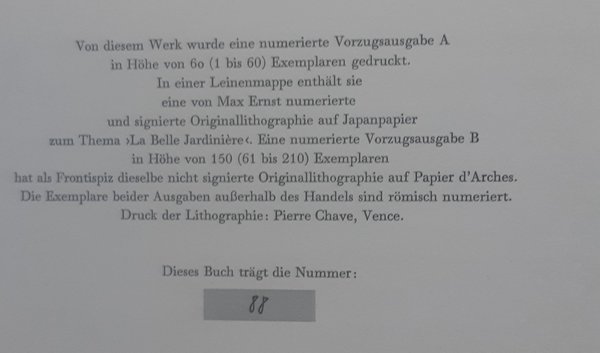 Von diesem Werk wurde eine numerierte Vorzugsausgabe A
in Höhe von 60 (1 bis 60) Exemplaren gedruckt.
In einer Leinenmappe enthält sie
eine von Max Ernst numerierte
und signierte Originallithographie auf Japanpapier
zum Thema ›La Belle Jardinière‹. Eine numerierte Vorzugsausgabe B
in Höhe von 150 (61 bis 210) Exemplaren
hat als Frontispiz dieselbe nicht signierte Originallithographie auf Papier d'Arches.
Die Exemplare beider Ausgaben außerhalb des Handels sind römisch numeriert.
Druck der Lithographie: Pierre Chave, Vence.
Dieses Buch trägt die Nummer:
88